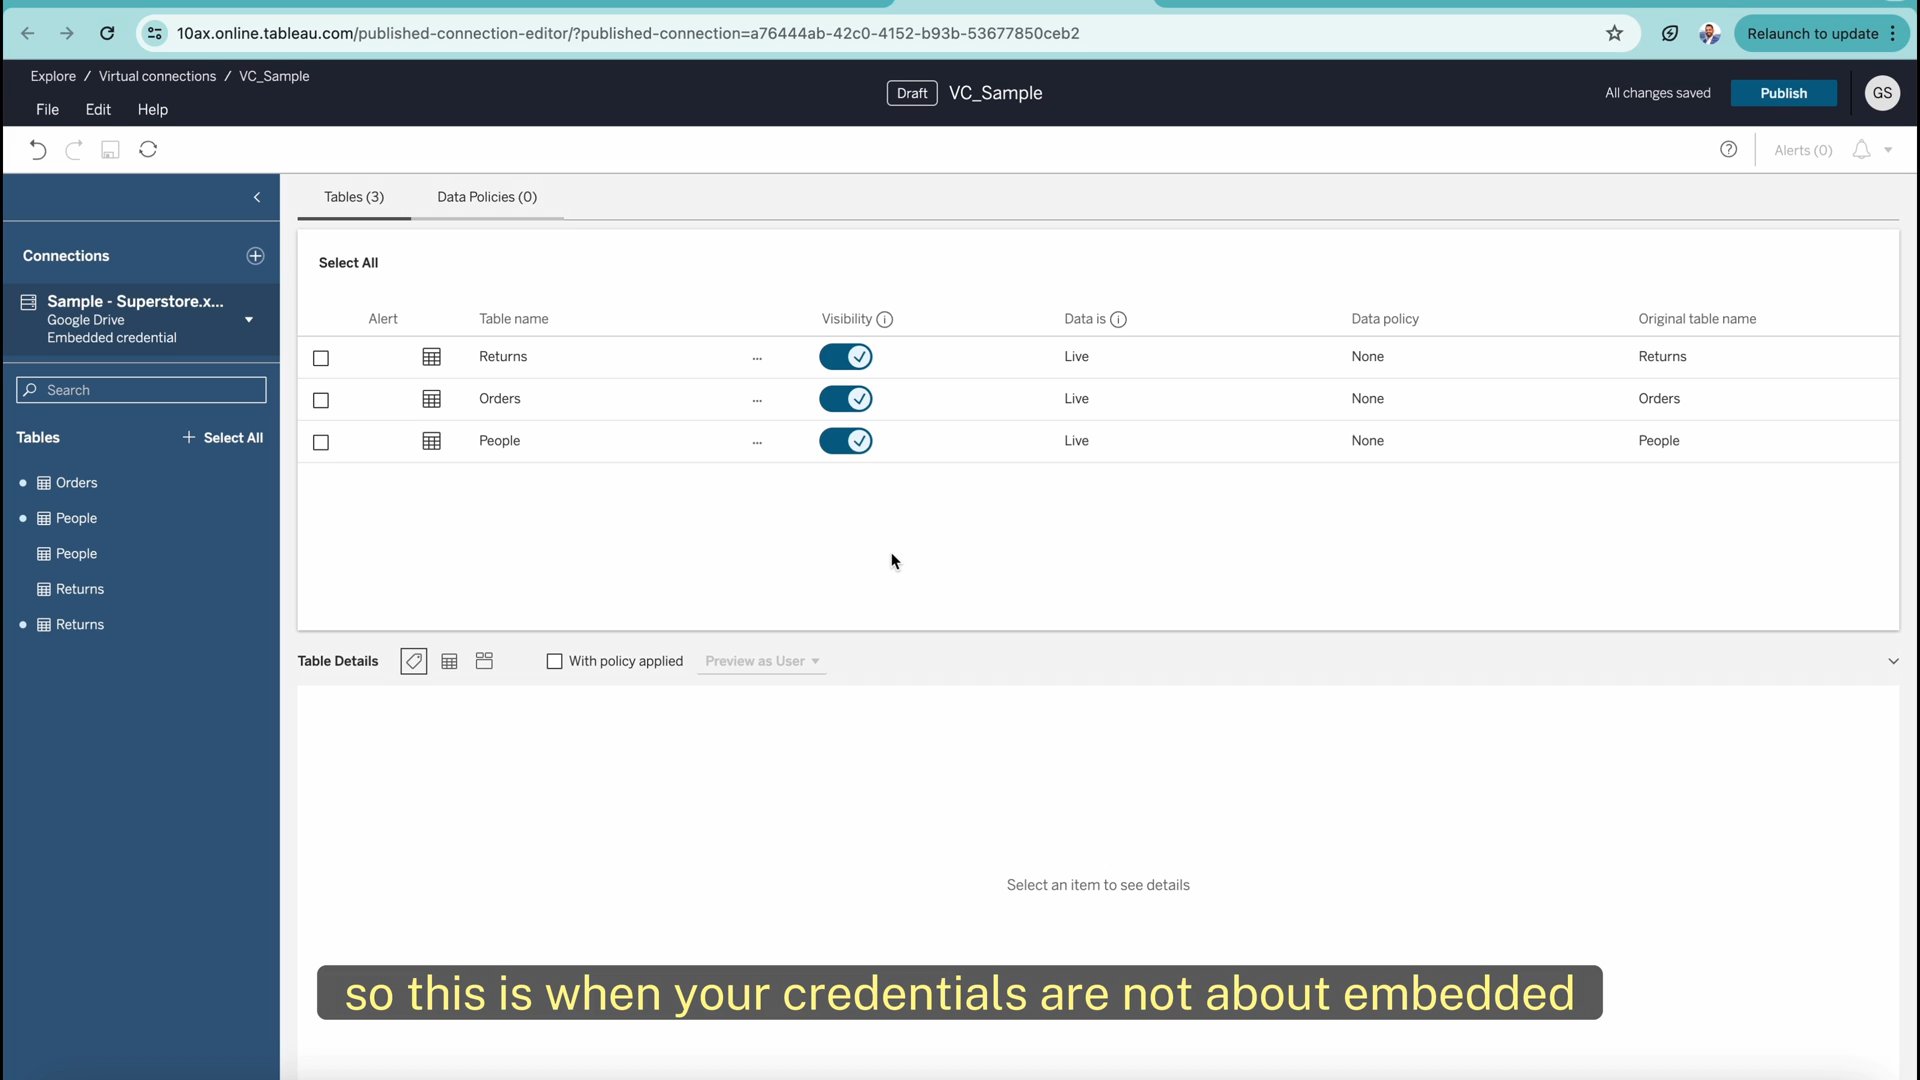 10ax.online.tableau.com/published-connection-editor/?published-connection=a76444ab-42c0-4152-b93b-53677850ceb2
Relaunch to update
Explore / Virtual connections / VC_Sample
File Edit Help
Draft VC_Sample
All changes saved
Publish
GS
Alerts (0)
Tables (3) Data Policies (0)
Connections
Sample - Superstore.x...
Google Drive
Embedded credential
Search
Tables
Select All
Orders
People
People
Returns
Returns
Select All
Alert Table name Visibility Data is Data policy Original table name
Returns ... Live None Returns
Orders ... Live None Orders
People ... Live None People
Table Details With policy applied Preview as User
Select an item to see details
so this is when your credentials are not about embedded